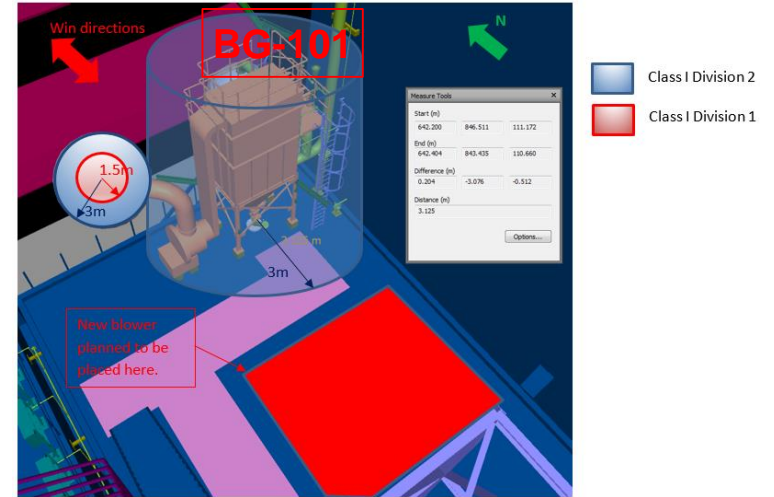 Win directions
BG-101
N
Class I Division 2
Class I Division 1
Measure Tools
Start (m)
642.200 846.511 111.172
End (m)
642.404 843.435 110.660
Difference (m)
0.204 -3.076 -0.512
Distance (m)
3.125
Options...
1.5m
3m
3m
New blower
planned to be
placed here.